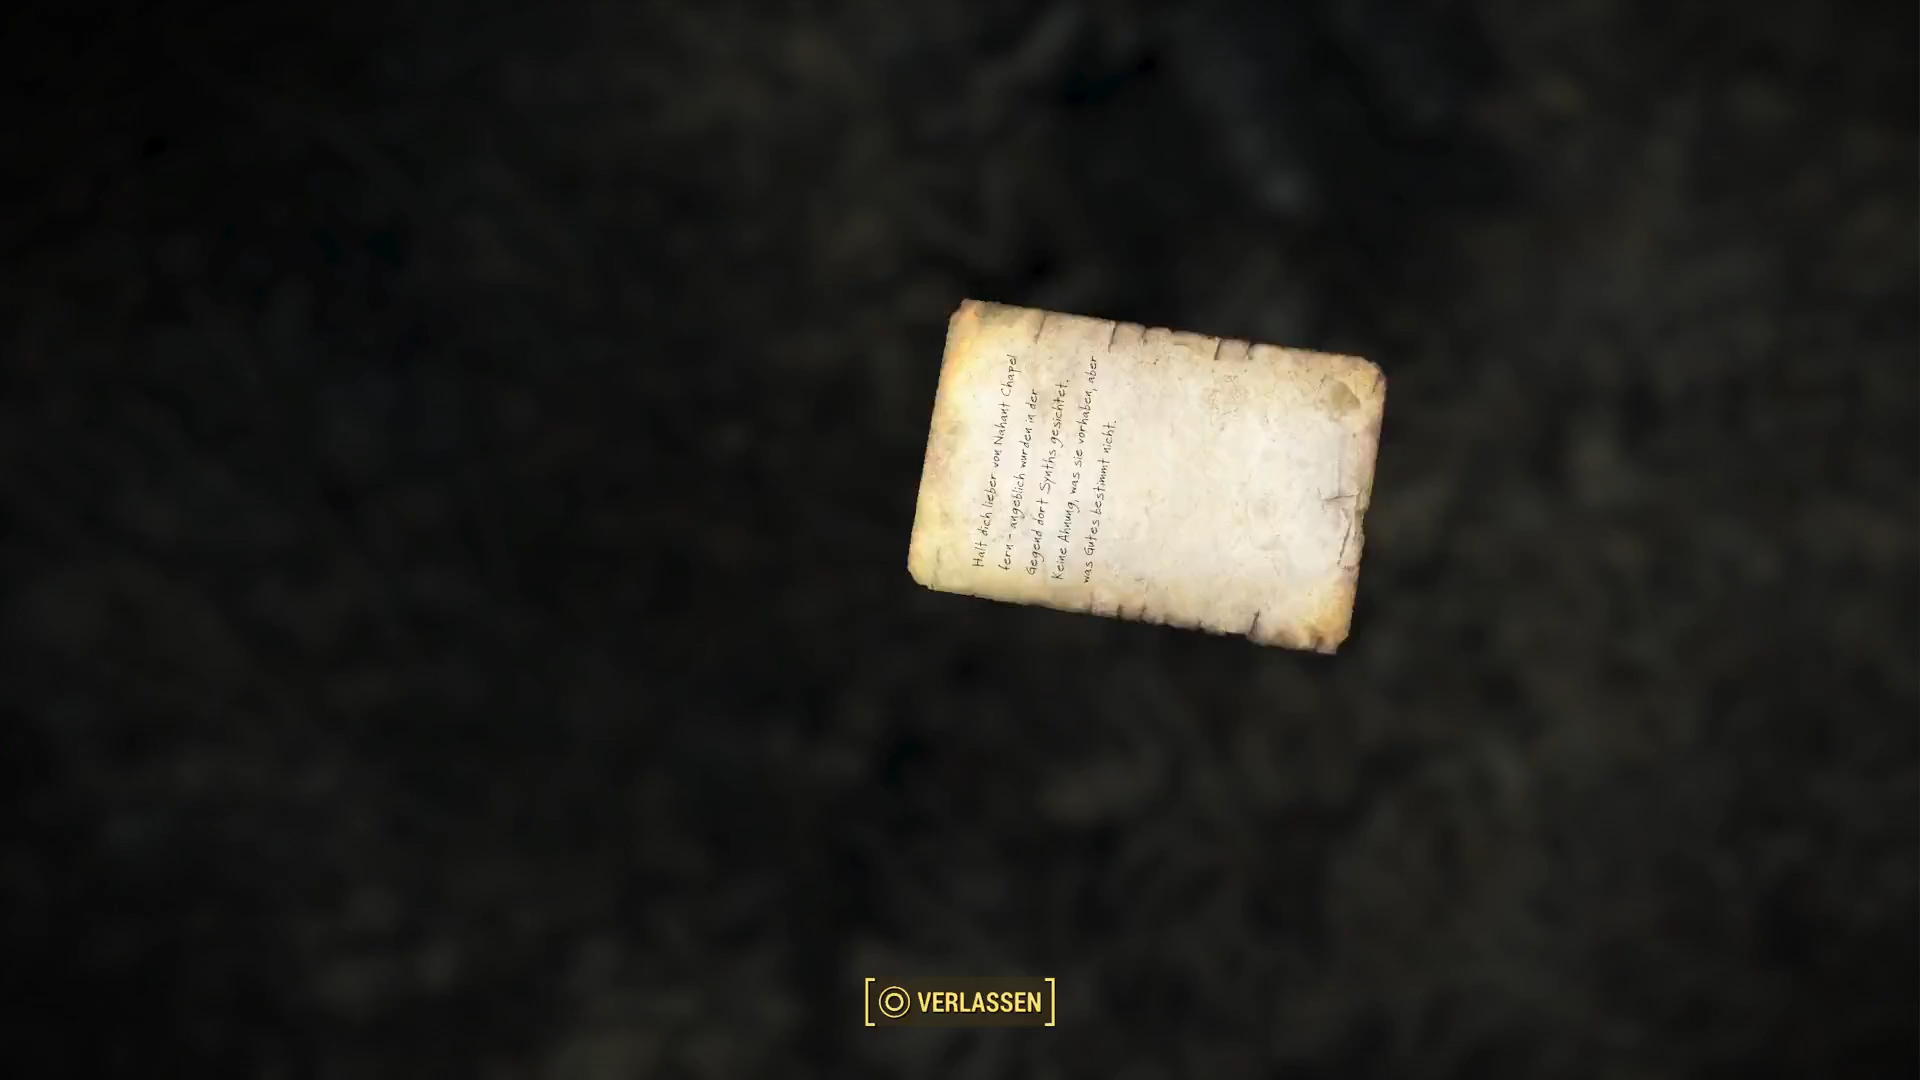 Halt dich lieber von Nahant Chapel
fern - angeblich wurden in der
Gegend dort Synths gesichtet.
Keine Ahnung, was sie vorhaben, aber
was Gutes bestimmt nicht.
VERLASSEN